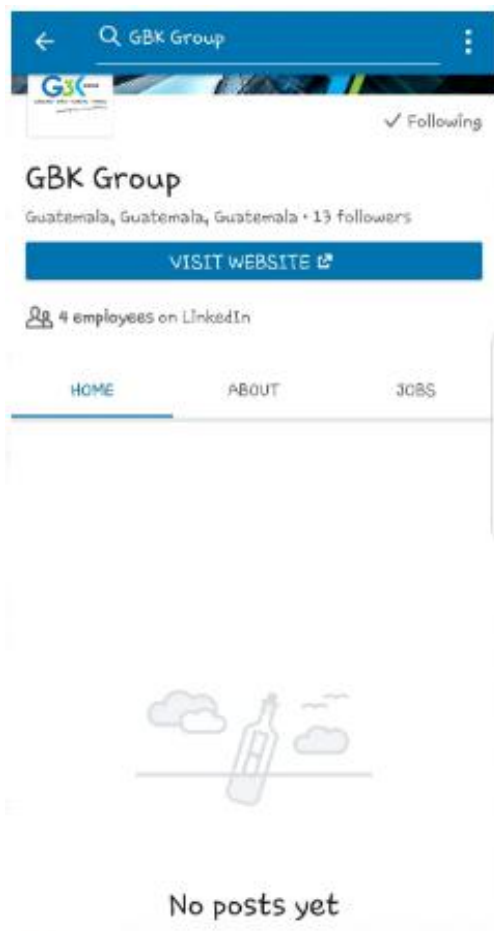 GBK Group
Following
GBK Group
Guatemala, Guatemala, Guatemala • 13 followers
VISIT WEBSITE
4 employees on LinkedIn
HOME ABOUT JOBS
No posts yet